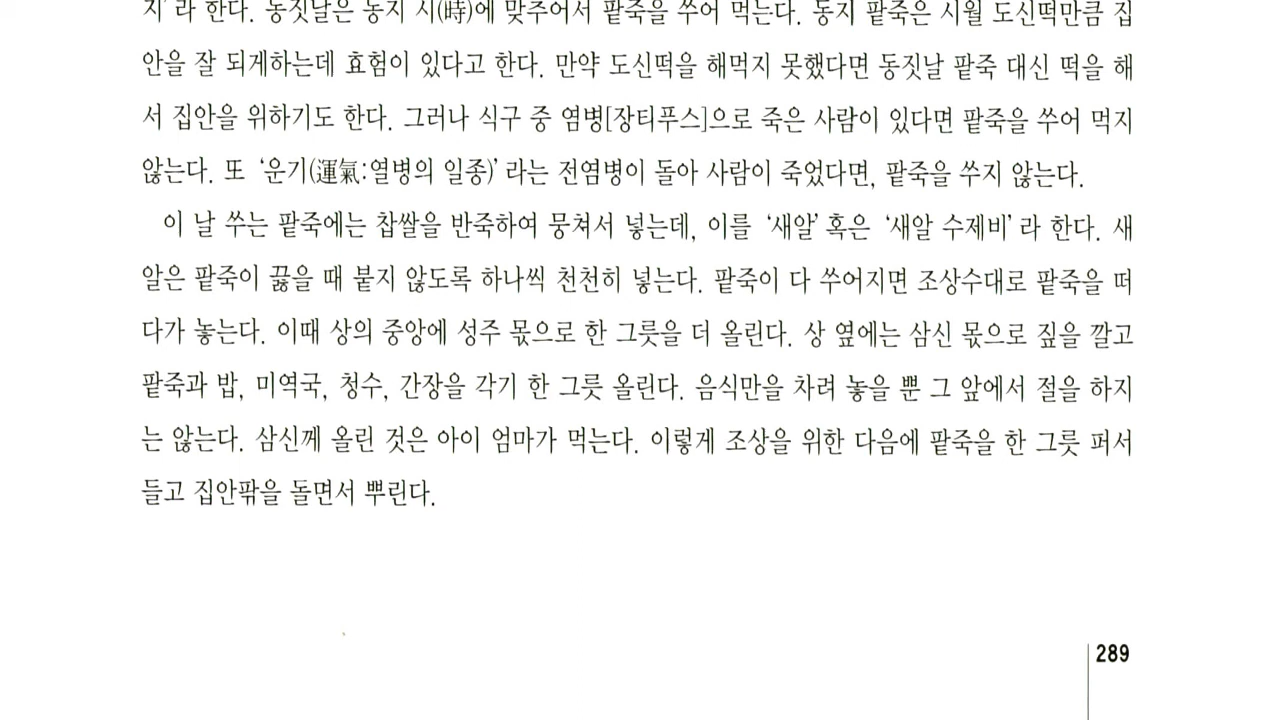 지’ 라 한다. 동짓날은 동지 시(時)에 맞추어서 팥죽을 쑤어 먹는다. 동지 팥죽은 시월 도신떡만큼 집
안을 잘 되게하는데 효험이 있다고 한다. 만약 도신떡을 해먹지 못했다면 동짓날 팥죽 대신 떡을 해
서 집안을 위하기도 한다. 그러나 식구 중 염병[장티푸스]으로 죽은 사람이 있다면 팥죽을 쑤어 먹지
않는다. 또 ‘운기(運氣:열병의 일종)’ 라는 전염병이 돌아 사람이 죽었다면, 팥죽을 쑤지 않는다.
이 날 쑤는 팥죽에는 찹쌀을 반죽하여 뭉쳐서 넣는데, 이를 ‘새알’ 혹은 ‘새알 수제비’ 라 한다. 새
알은 팥죽이 끓을 때 붙지 않도록 하나씩 천천히 넣는다. 팥죽이 다 쑤어지면 조상수대로 팥죽을 떠
다가 놓는다. 이때 상의 중앙에 성주 몫으로 한 그릇을 더 올린다. 상 옆에는 삼신 몫으로 짚을 깔고
팥죽과 밥, 미역국, 청수, 간장을 각기 한 그릇 올린다. 음식만을 차려 놓을 뿐 그 앞에서 절을 하지
는 않는다. 삼신께 올린 것은 아이 엄마가 먹는다. 이렇게 조상을 위한 다음에 팥죽을 한 그릇 퍼서
들고 집안팎을 돌면서 뿌린다.
289